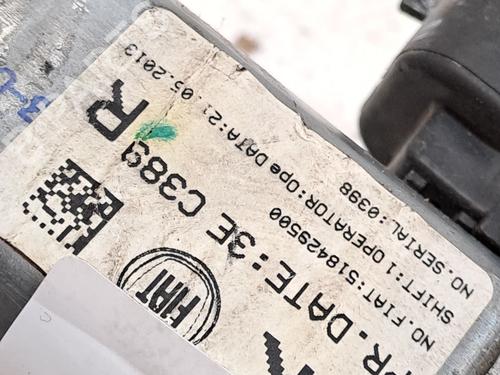 FIAT
PR.DATE:3E C389 R
NO.FIAT:518429500
SHIFT:1 OPERATOR:Ope DATA:21.05.2013
NO.SERIAL:0398